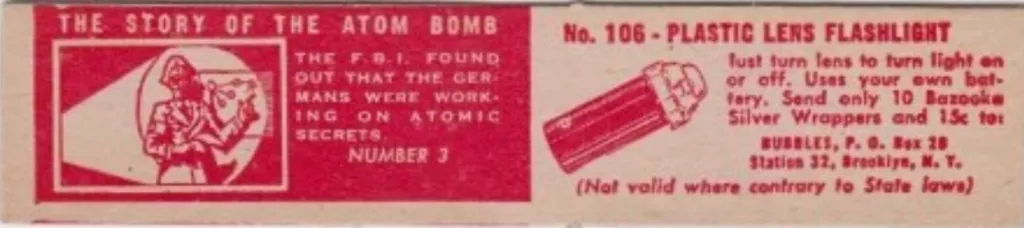 THE STORY OF THE ATOM BOMB
THE F.B.I. FOUND
OUT THAT THE GER-
MANS WERE WORK-
ING ON ATOMIC
SECRETS.
NUMBER 3
No. 106 - PLASTIC LENS FLASHLIGHT
Just turn lens to turn light on
or off. Uses your own bat-
tery. Send only 10 Bazooka
Silver Wrappers and 15c to:
BUBBLES, P. O. Box 2B
Station 32, Brooklyn, N. Y.
(Not valid where contrary to State laws)